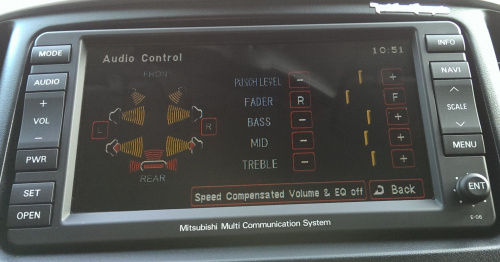 MODE
AUDIO
+
VOL
−
PWR
SET
OPEN
Audio Control
10:51
FRONT
L
R
REAR
PUNCH LEVEL − +
FADER R F
BASS − +
MID − +
TREBLE − +
Speed Compensated Volume & EQ off
Back
INFO
NAVI
SCALE
MENU
ENT
Mitsubishi Multi Communication System